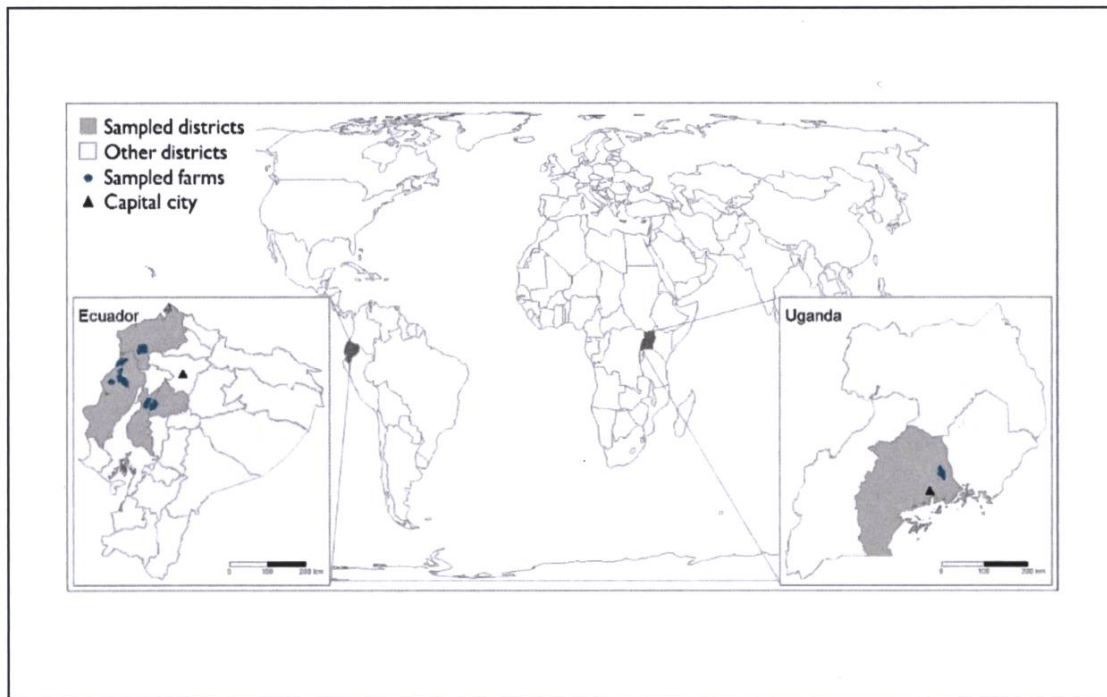 Sampled districts
Other districts
Sampled farms
Capital city
Ecuador
Uganda
0 100 200 km
0 100 200 km